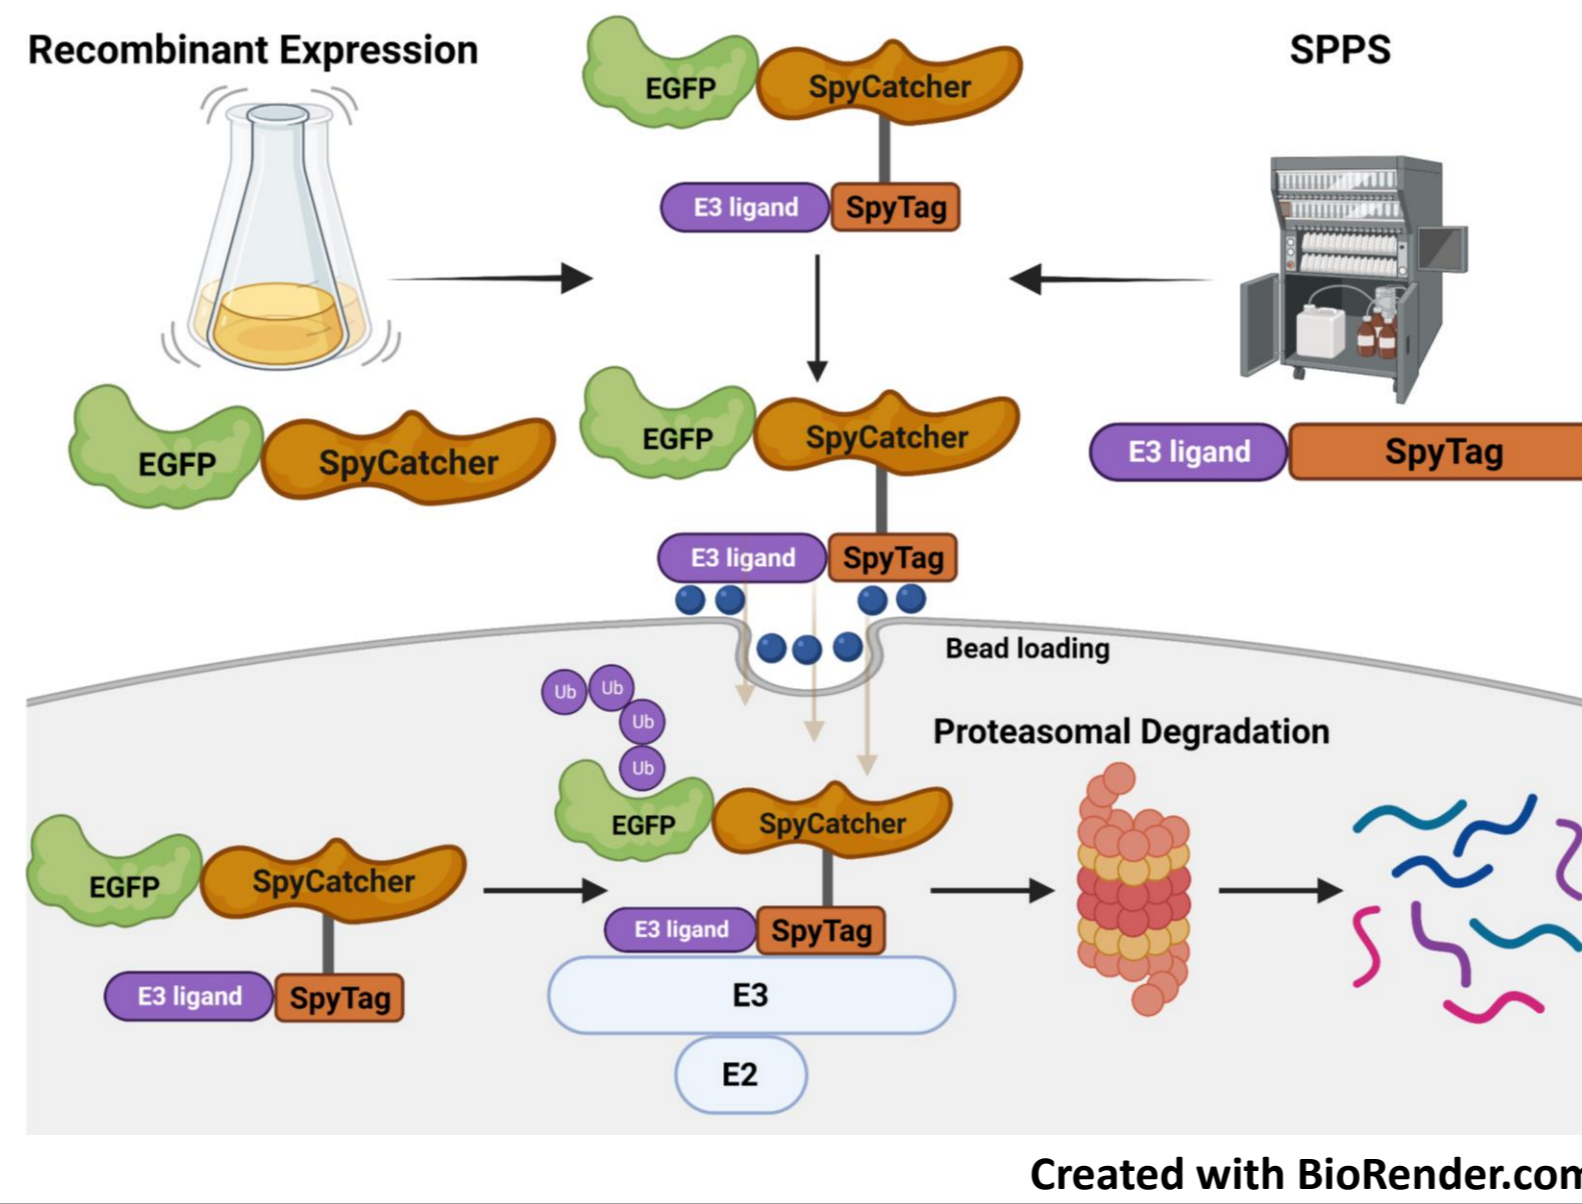 Recombinant Expression
EGFP
SpyCatcher
SPPS
E3 ligand
SpyTag
EGFP
SpyCatcher
EGFP
SpyCatcher
E3 ligand
SpyTag
E3 ligand
SpyTag
Bead loading
Ub
Ub
Ub
Ub
Proteasomal Degradation
EGFP
SpyCatcher
EGFP
SpyCatcher
E3 ligand
SpyTag
E3 ligand
SpyTag
E3
E2
Created with BioRender.com